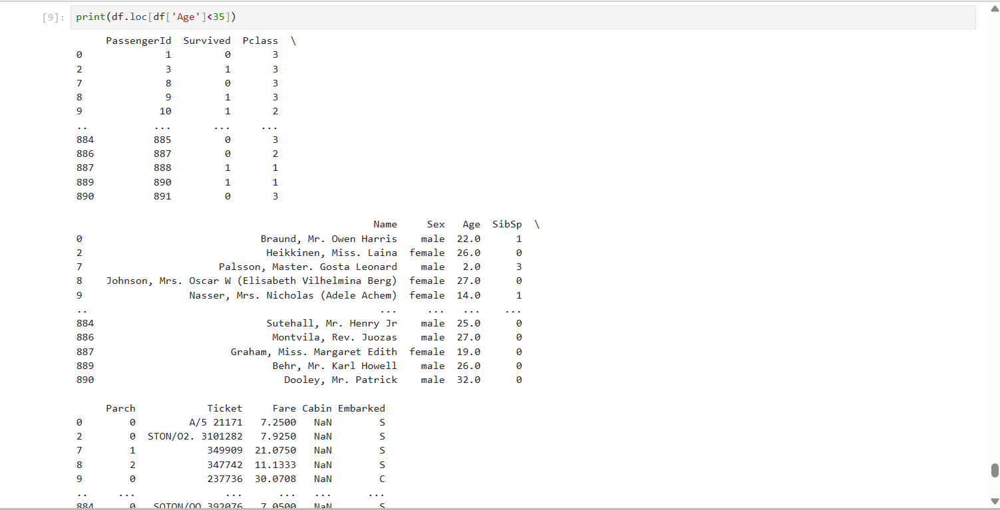 [9]: print(df.loc[df['Age']<35])
     PassengerId  Survived  Pclass  \
0              1         0       3
2              3         1       3
7              8         0       3
8              9         1       3
9             10         1       2
..           ...       ...     ...
884          885         0       3
886          887         0       2
887          888         1       1
889          890         1       1
890          891         0       3

                                                  Name     Sex   Age  SibSp  \
0                              Braund, Mr. Owen Harris    male  22.0      1
2                               Heikkinen, Miss. Laina  female  26.0      0
7                       Palsson, Master. Gosta Leonard    male   2.0      3
8    Johnson, Mrs. Oscar W (Elisabeth Vilhelmina Berg)  female  27.0      0
9                  Nasser, Mrs. Nicholas (Adele Achem)  female  14.0      1
..                                                 ...     ...   ...    ...
884                             Sutehall, Mr. Henry Jr    male  25.0      0
886                              Montvila, Rev. Juozas    male  27.0      0
887                       Graham, Miss. Margaret Edith  female  19.0      0
889                              Behr, Mr. Karl Howell    male  26.0      0
890                                Dooley, Mr. Patrick    male  32.0      0

     Parch            Ticket     Fare Cabin Embarked
0        0         A/5 21171   7.2500   NaN        S
2        0  STON/O2. 3101282   7.9250   NaN        S
7        1            349909  21.0750   NaN        S
8        2            347742  11.1333   NaN        S
9        0            237736  30.0708   NaN        C
..     ...               ...      ...   ...      ...
884      0   SOTON/OQ 392076   7.0500   NaN        S